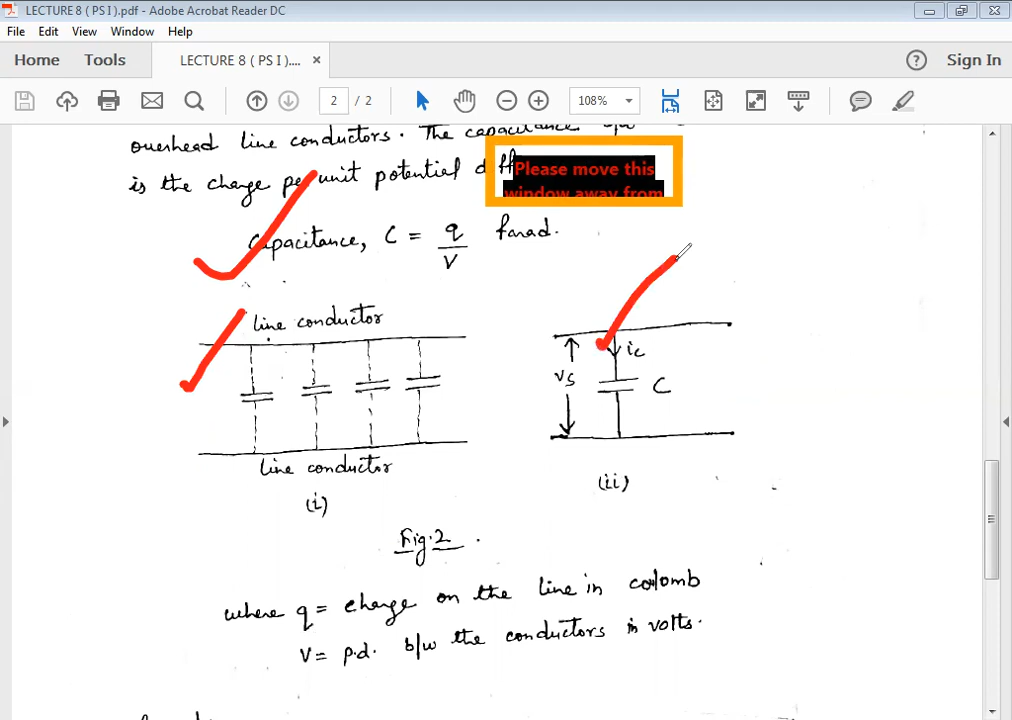 LECTURE 8 ( PS I ).pdf - Adobe Acrobat Reader DC
File Edit View Window Help
Home Tools LECTURE 8 ( PS I ).... ×
? Sign In
2 / 2 108%
overhead line conductors. The capacitance b/w
is the charge per unit potential diff
Please move this
window away from
Capacitance, C = q/V farad.
line conductor
line conductor
(i)
Vs
ic
C
(ii)
Fig.2
where q = charge on the line in coulomb
V = p.d. b/w the conductors in volts.